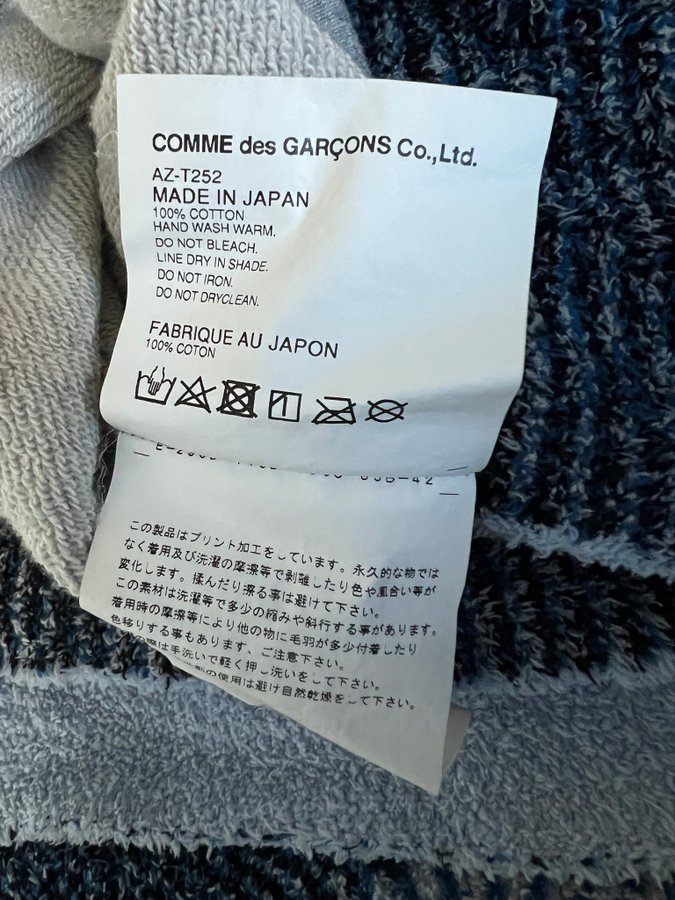 COMME des GARÇONS Co.,Ltd.
AZ-T252
MADE IN JAPAN
100% COTTON
HAND WASH WARM.
DO NOT BLEACH.
LINE DRY IN SHADE.
DO NOT IRON.
DO NOT DRYCLEAN.
FABRIQUE AU JAPON
100% COTON
この製品はプリント加工をしています。永久的な物では
なく着用及び洗濯の摩擦等で剥離したり色や風合い等が
変化します。揉んだり擦る事は避けて下さい。
この素材は洗濯等で多少の縮みや斜行する事があります。
着用時の摩擦等により他の物に毛羽が多少付着したり
色移りする事もあります、ご注意下さい。
の際は手洗いで軽く押し洗いをして下さい。
の使用は避け自然乾燥をして下さい。